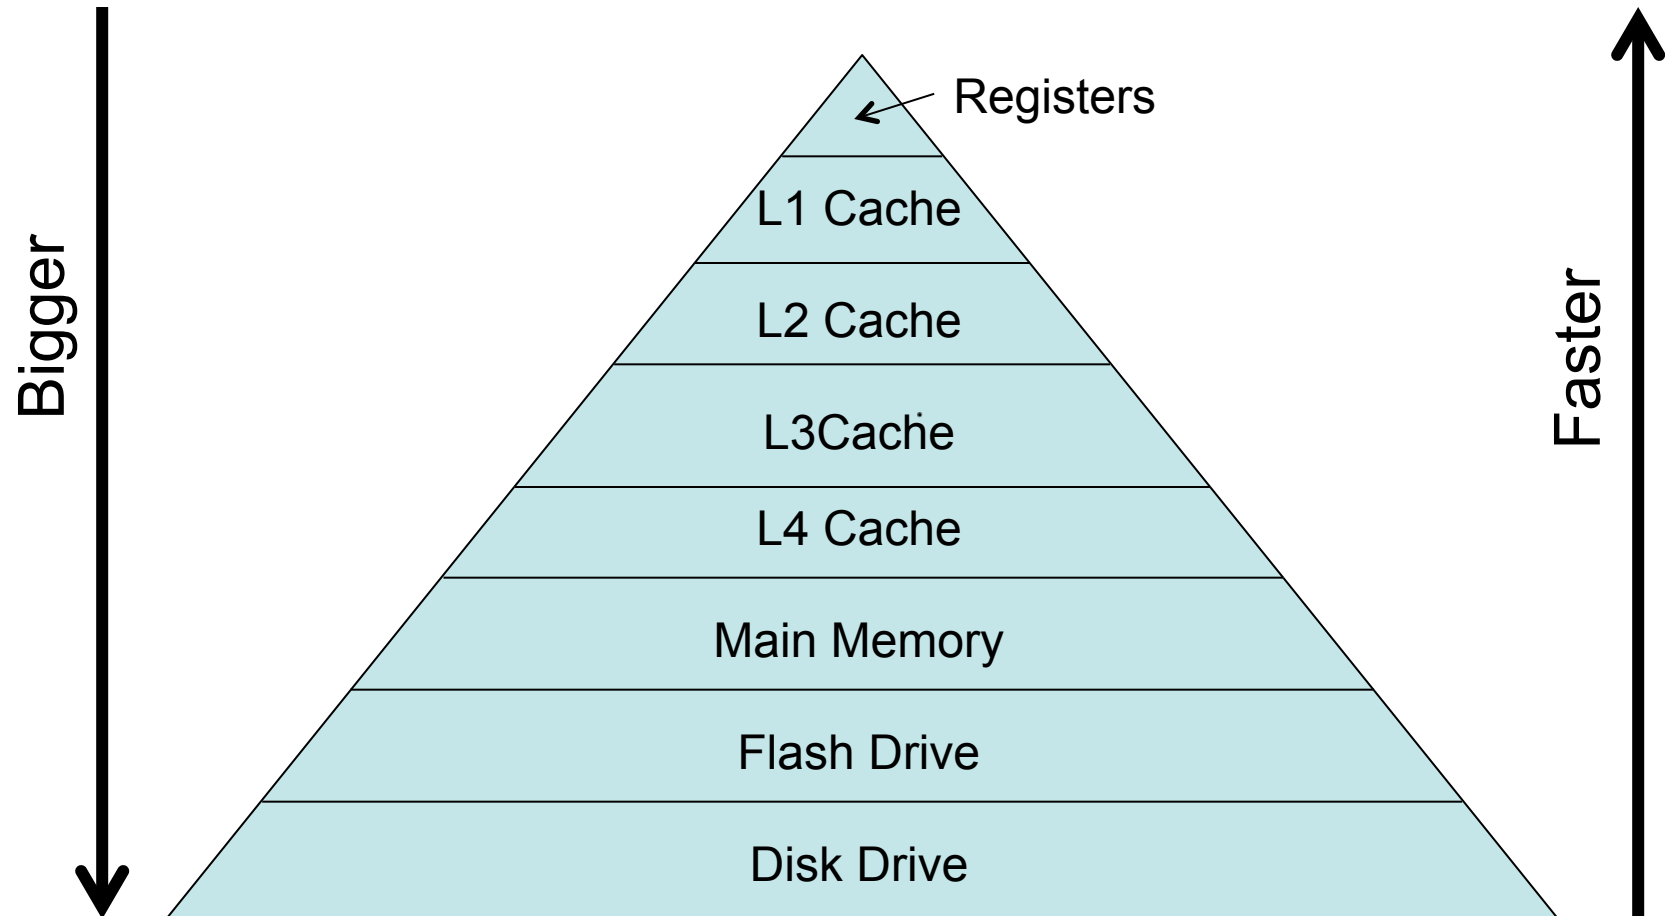 Registers
L1 Cache
L2 Cache
L3Cache
L4 Cache
Main Memory
Flash Drive
Disk Drive
Bigger
Faster